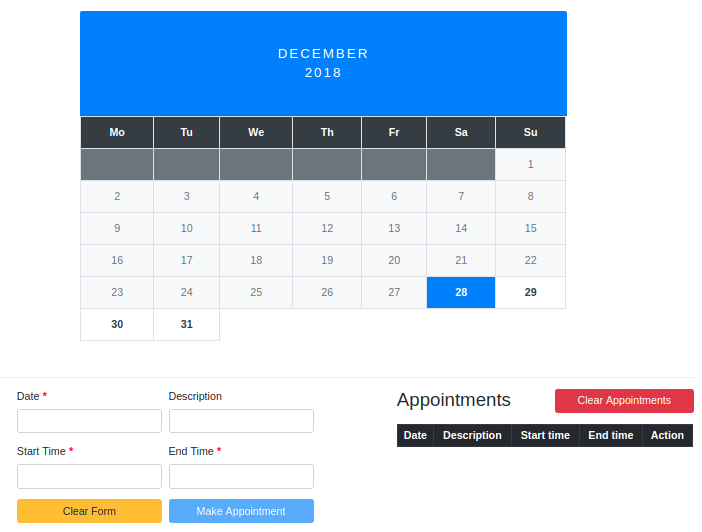 DECEMBER
2018
Mo Tu We Th Fr Sa Su
1
2 3 4 5 6 7 8
9 10 11 12 13 14 15
16 17 18 19 20 21 22
23 24 25 26 27 28 29
30 31
Date * Description
Appointments Clear Appointments
Date Description Start time End time Action
Start Time * End Time *
Clear Form Make Appointment